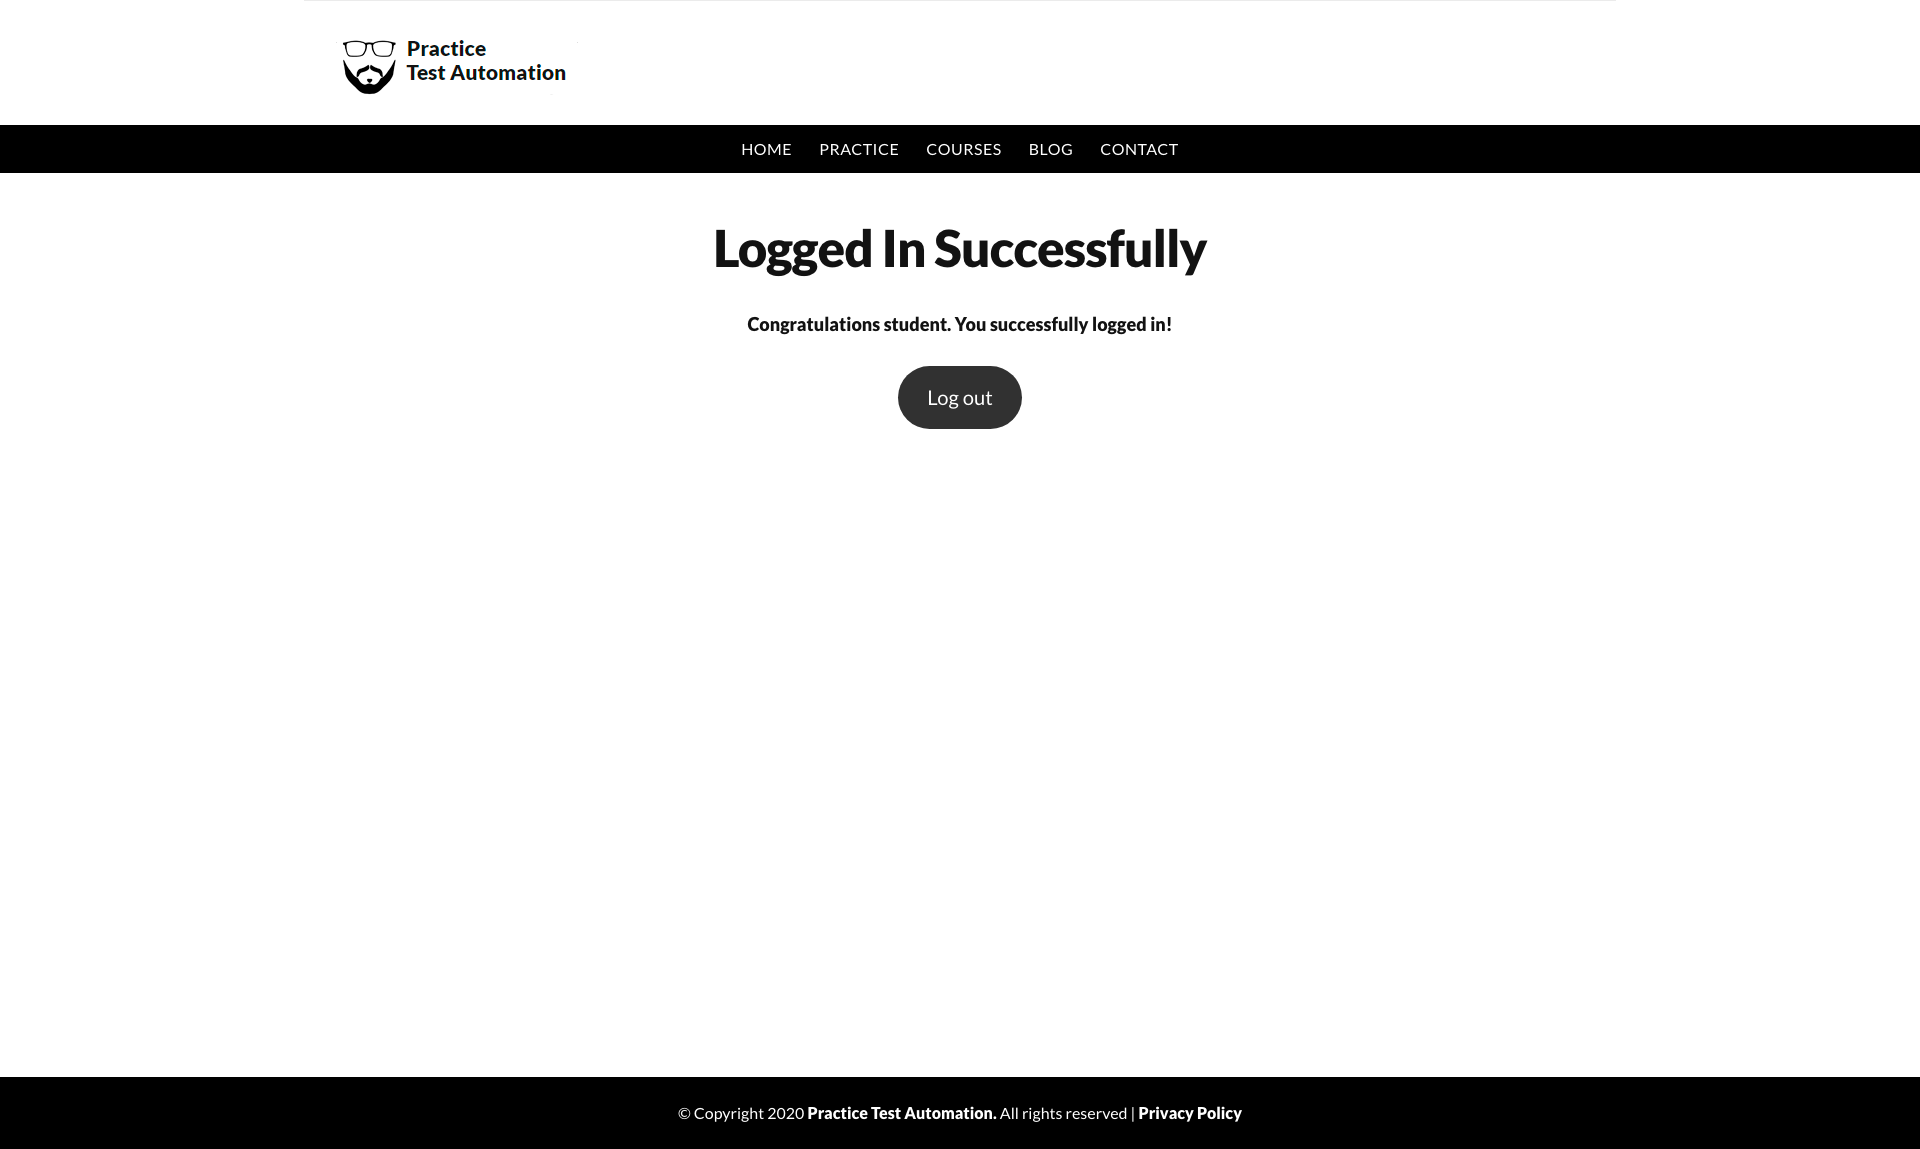 Practice
Test Automation
HOME PRACTICE COURSES BLOG CONTACT
Logged In Successfully
Congratulations student. You successfully logged in!
Log out
© Copyright 2020 Practice Test Automation. All rights reserved | Privacy Policy